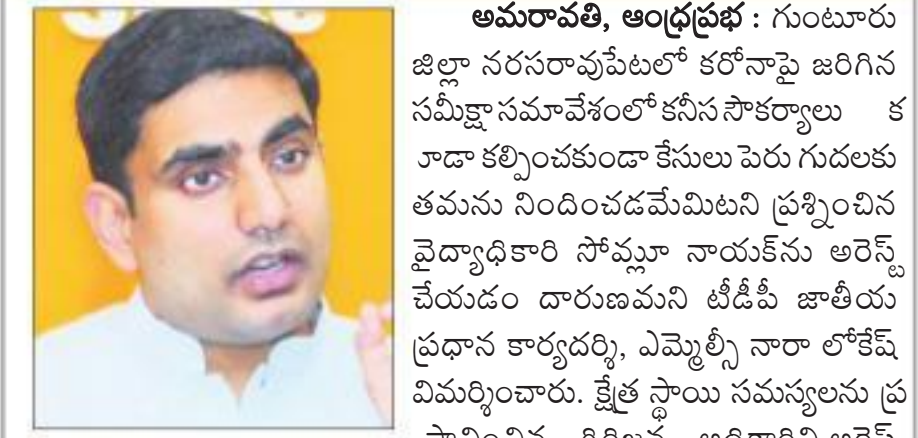 అమరావతి, ఆంధ్రప్రభ : గుంటూరు
జిల్లా నరసరావుపేటలో కరోనాపై జరిగిన
సమీక్షా సమావేశంలో కనీస సౌకర్యాలు క
ూడా కల్పించకుండా కేసులు పెరు గుదలకు
తమను నిందించడమేమిటని ప్రశ్నించిన
వైద్యాధికారి సోమ్లూ నాయక్‌ను అరెస్ట్
చేయడం దారుణమని టీడీపీ జాతీయ
ప్రధాన కార్యదర్శి, ఎమ్మెల్సీ నారా లోకేష్
విమర్శించారు. క్షేత్ర స్థాయి సమస్యలను ప్ర